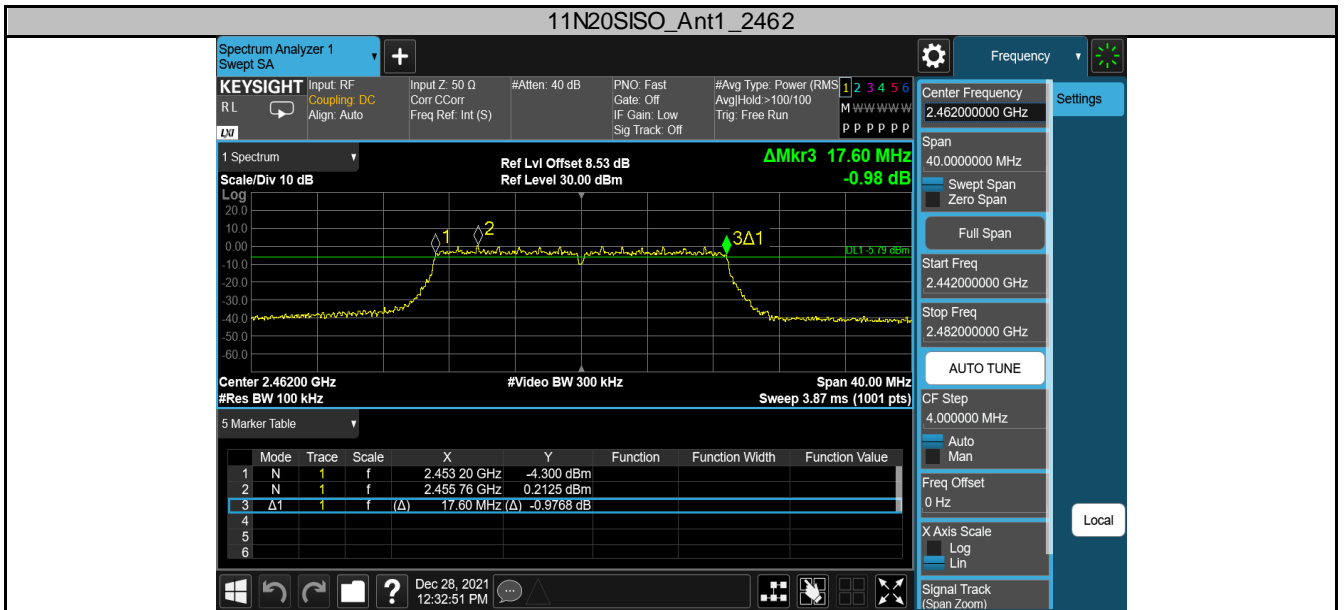 11N20SISO_Ant1_2462
Spectrum Analyzer 1
Swept SA
+
Frequency
KEYSIGHT
R L
LXI
Input: RF
Coupling: DC
Align: Auto
Input Z: 50 Ω
Corr CCorr
Freq Ref: Int (S)
#Atten: 40 dB
PNO: Fast
Gate: Off
IF Gain: Low
Sig Track: Off
#Avg Type: Power (RMS
Avg|Hold:>100/100
Trig: Free Run
1 2 3 4 5 6
M W W W W W
P P P P P P
1 Spectrum
Scale/Div 10 dB
Ref Lvl Offset 8.53 dB
Ref Level 30.00 dBm
ΔMkr3 17.60 MHz
-0.98 dB
Log
20.0
10.0
0.00
-10.0
-20.0
-30.0
-40.0
-50.0
-60.0
1
2
3Δ1
DL1 -5.79 dBm
Center 2.46200 GHz
#Video BW 300 kHz
Span 40.00 MHz
#Res BW 100 kHz
Sweep 3.87 ms (1001 pts)
5 Marker Table
Mode Trace Scale X Y Function Function Width Function Value
1 N 1 f 2.453 20 GHz -4.300 dBm
2 N 1 f 2.455 76 GHz 0.2125 dBm
3 Δ1 1 f (Δ) 17.60 MHz (Δ) -0.9768 dB
4
5
6
Center Frequency
2.462000000 GHz
Settings
Span
40.0000000 MHz
Swept Span
Zero Span
Full Span
Start Freq
2.442000000 GHz
Stop Freq
2.482000000 GHz
AUTO TUNE
CF Step
4.000000 MHz
Auto
Man
Freq Offset
0 Hz
Local
X Axis Scale
Log
Lin
Signal Track
(Span Zoom)
?
Dec 28, 2021
12:32:51 PM